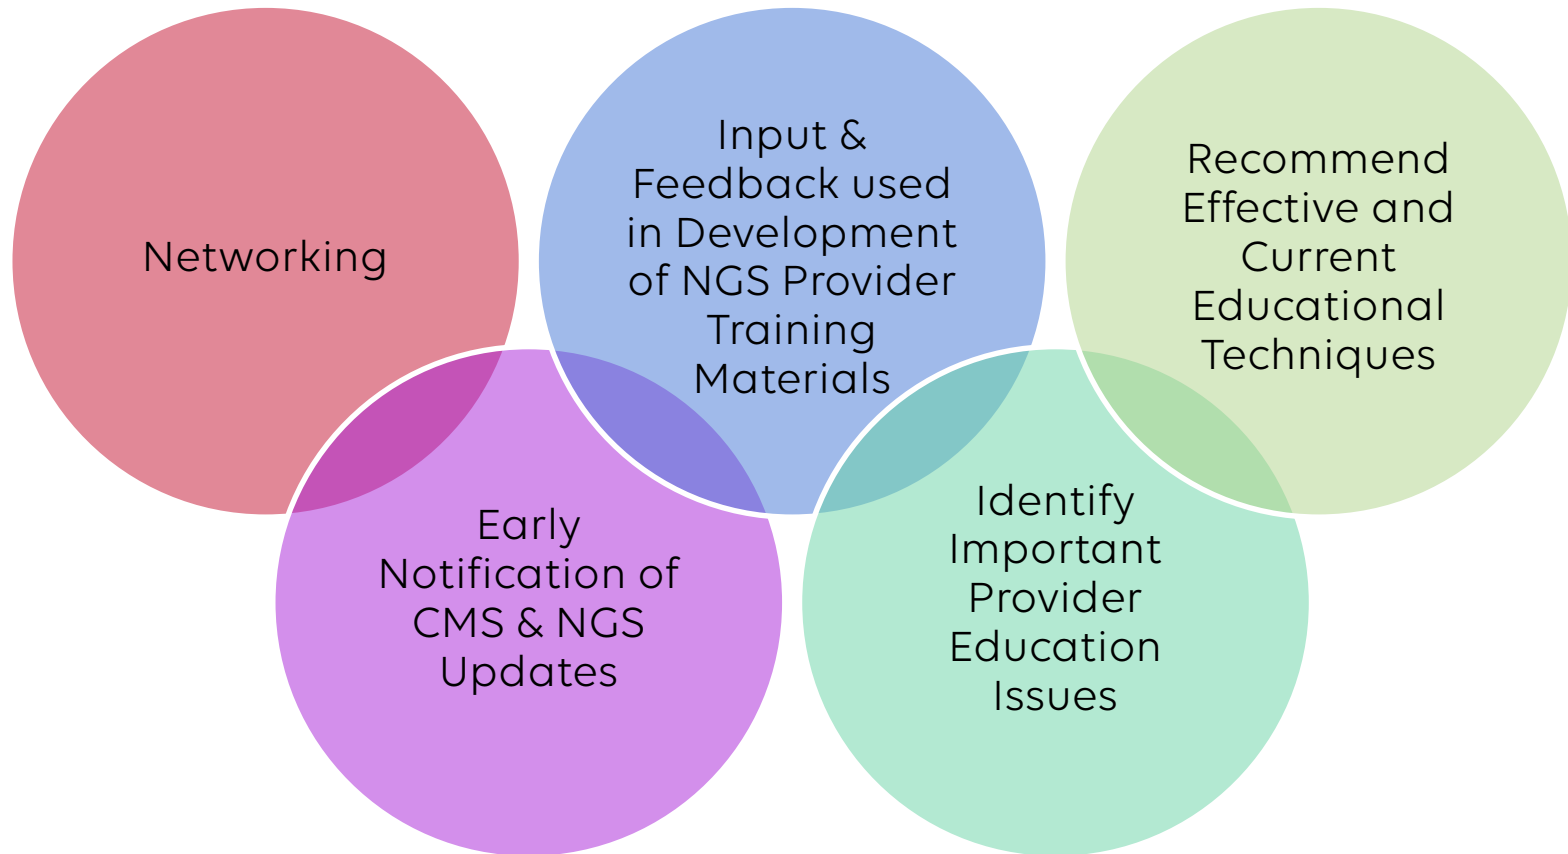 Networking
Early
Notification of
CMS & NGS
Updates
Input &
Feedback used
in Development
of NGS Provider
Training
Materials
Identify
Important
Provider
Education
Issues
Recommend
Effective and
Current
Educational
Techniques